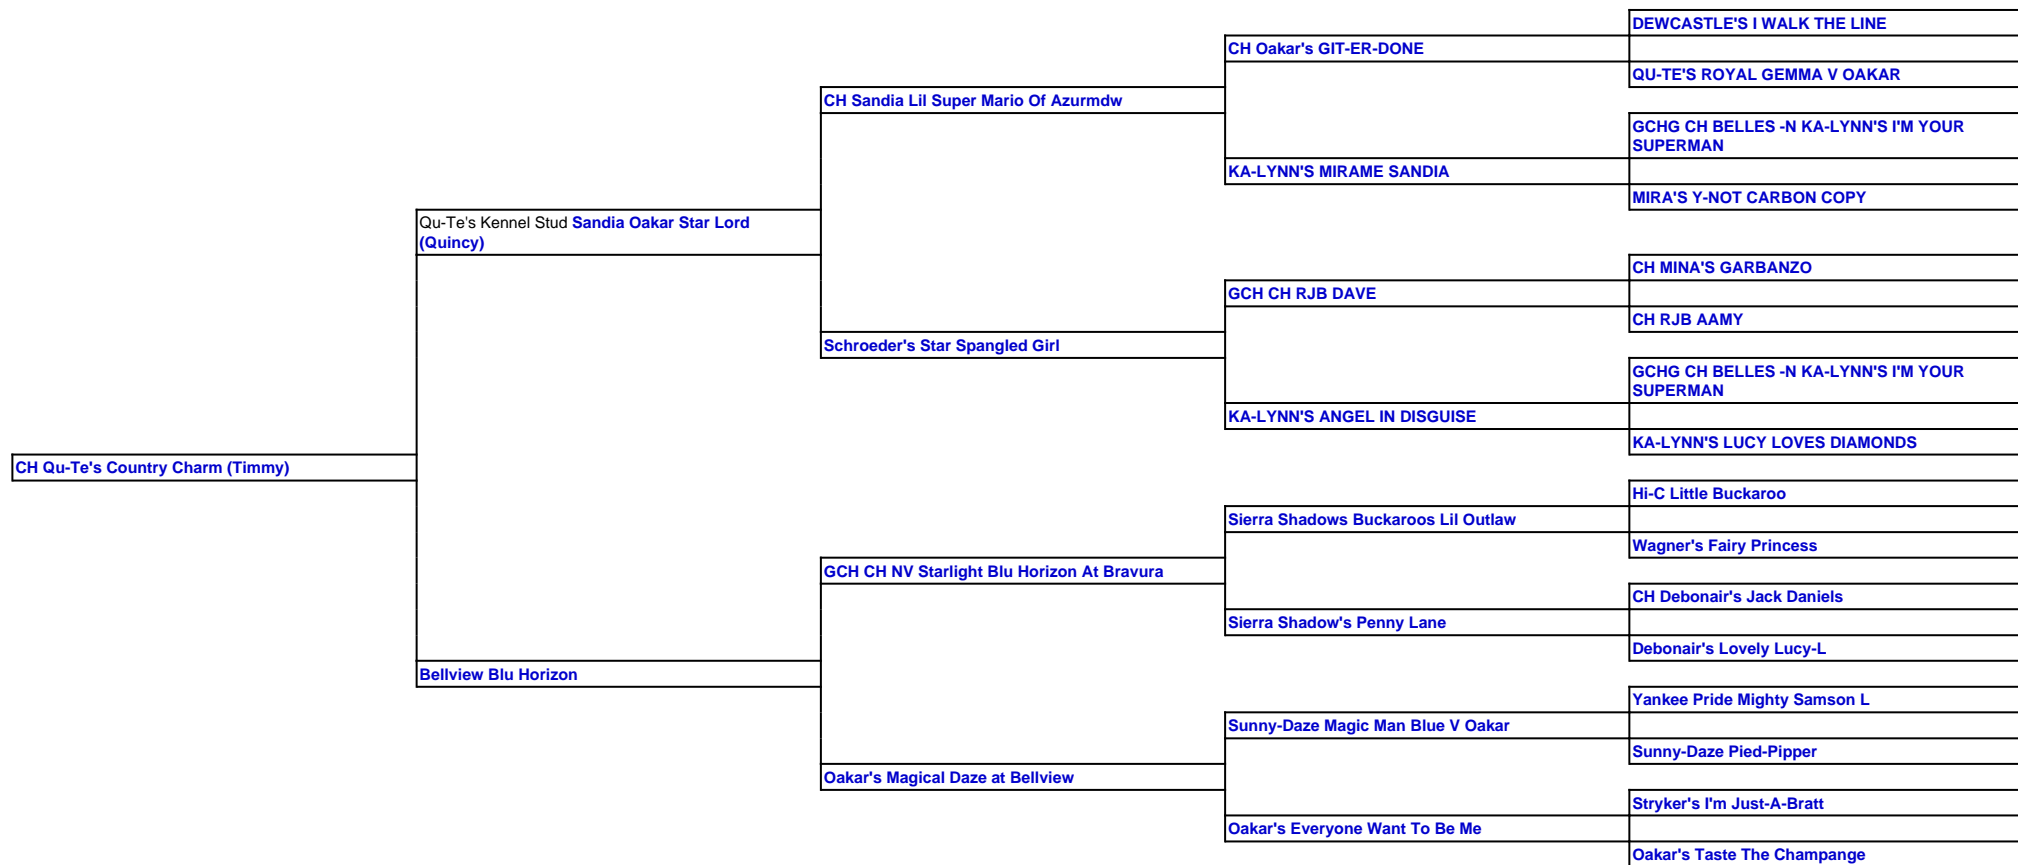 DEWCASTLE'S I WALK THE LINE
CH Oakar's GIT-ER-DONE
QU-TE'S ROYAL GEMMA V OAKAR
CH Sandia Lil Super Mario Of Azurmdw
GCHG CH BELLES -N KA-LYNN'S I'M YOUR
SUPERMAN
KA-LYNN'S MIRAME SANDIA
MIRA'S Y-NOT CARBON COPY
Qu-Te's Kennel Stud Sandia Oakar Star Lord
(Quincy)
CH MINA'S GARBANZO
GCH CH RJB DAVE
CH RJB AAMY
Schroeder's Star Spangled Girl
GCHG CH BELLES -N KA-LYNN'S I'M YOUR
SUPERMAN
KA-LYNN'S ANGEL IN DISGUISE
KA-LYNN'S LUCY LOVES DIAMONDS
CH Qu-Te's Country Charm (Timmy)
Hi-C Little Buckaroo
Sierra Shadows Buckaroos Lil Outlaw
Wagner's Fairy Princess
GCH CH NV Starlight Blu Horizon At Bravura
CH Debonair's Jack Daniels
Sierra Shadow's Penny Lane
Debonair's Lovely Lucy-L
Bellview Blu Horizon
Yankee Pride Mighty Samson L
Sunny-Daze Magic Man Blue V Oakar
Sunny-Daze Pied-Pipper
Oakar's Magical Daze at Bellview
Stryker's I'm Just-A-Bratt
Oakar's Everyone Want To Be Me
Oakar's Taste The Champange